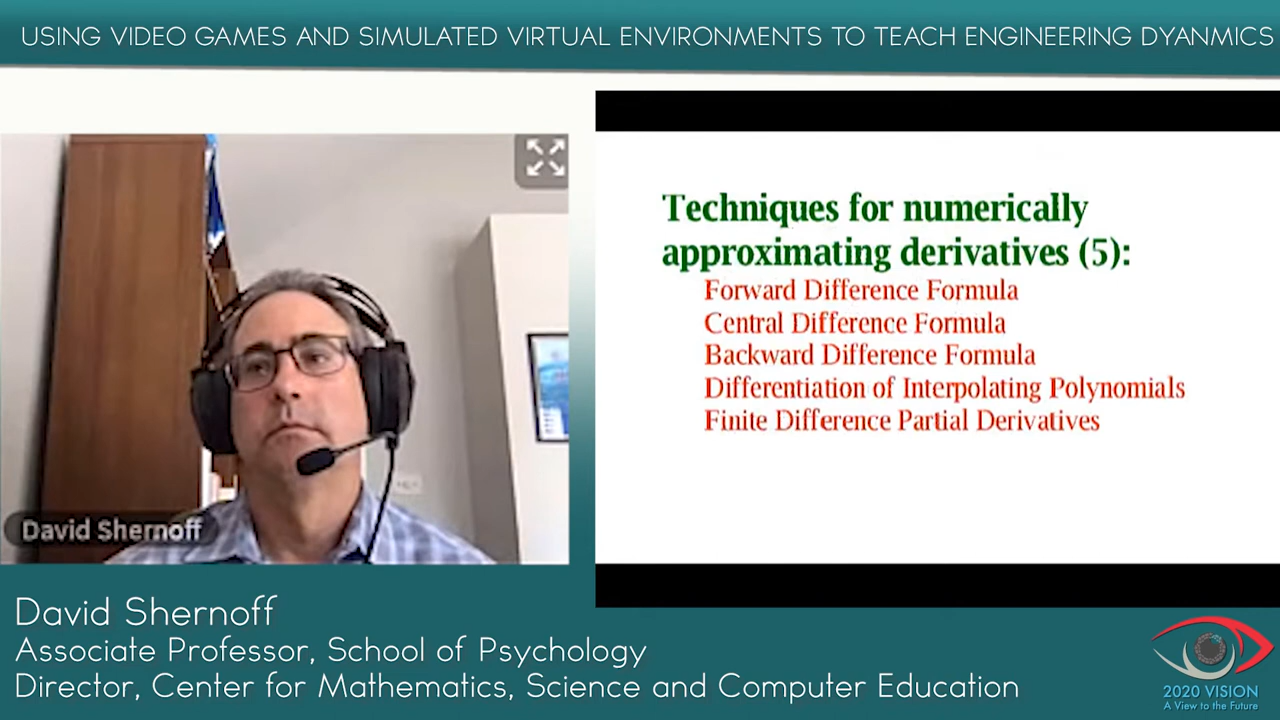 USING VIDEO GAMES AND SIMULATED VIRTUAL ENVIRONMENTS TO TEACH ENGINEERING DYANMICS
Techniques for numerically
approximating derivatives (5):
Forward Difference Formula
Central Difference Formula
Backward Difference Formula
Differentiation of Interpolating Polynomials
Finite Difference Partial Derivatives
David Shernoff
David Shernoff
Associate Professor, School of Psychology
Director, Center for Mathematics, Science and Computer Education
2020 VISION
A View to the Future